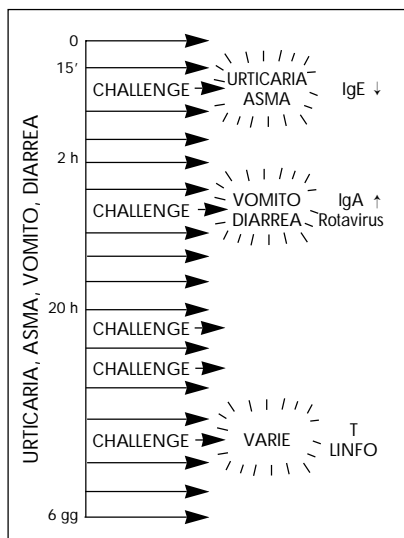 0
15'
CHALLENGE URTICARIA
ASMA IgE ↓
2 h
CHALLENGE VOMITO
DIARREA IgA ↑
Rotavirus
20 h
CHALLENGE
CHALLENGE
CHALLENGE VARIE T
LINFO
6 gg
URTICARIA, ASMA, VOMITO, DIARREA